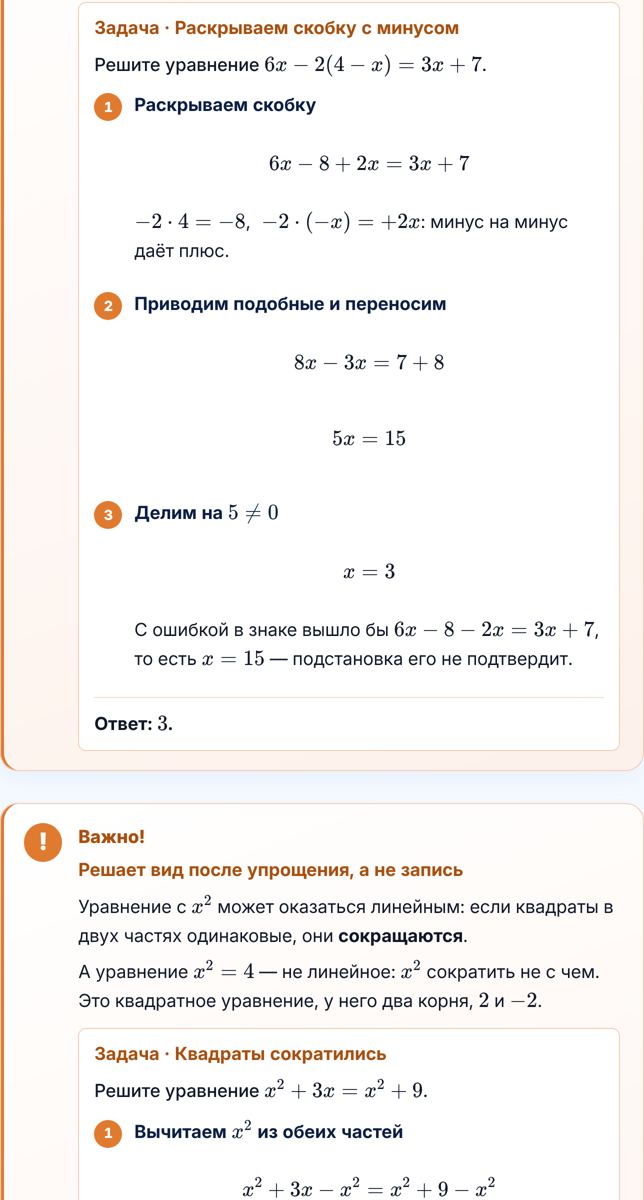 Задача · Раскрываем скобку с минусом
Решите уравнение 6x − 2(4 − x) = 3x + 7.
1 Раскрываем скобку
6x − 8 + 2x = 3x + 7
−2 · 4 = −8, −2 · (−x) = +2x: минус на минус
даёт плюс.
2 Приводим подобные и переносим
8x − 3x = 7 + 8
5x = 15
3 Делим на 5 ≠ 0
x = 3
С ошибкой в знаке вышло бы 6x − 8 − 2x = 3x + 7,
то есть x = 15 — подстановка его не подтвердит.
Ответ: 3.
! Важно!
Решает вид после упрощения, а не запись
Уравнение с x² может оказаться линейным: если квадраты в
двух частях одинаковые, они сокращаются.
А уравнение x² = 4 — не линейное: x² сократить не с чем.
Это квадратное уравнение, у него два корня, 2 и −2.
Задача · Квадраты сократились
Решите уравнение x² + 3x = x² + 9.
1 Вычитаем x² из обеих частей
x² + 3x − x² = x² + 9 − x²